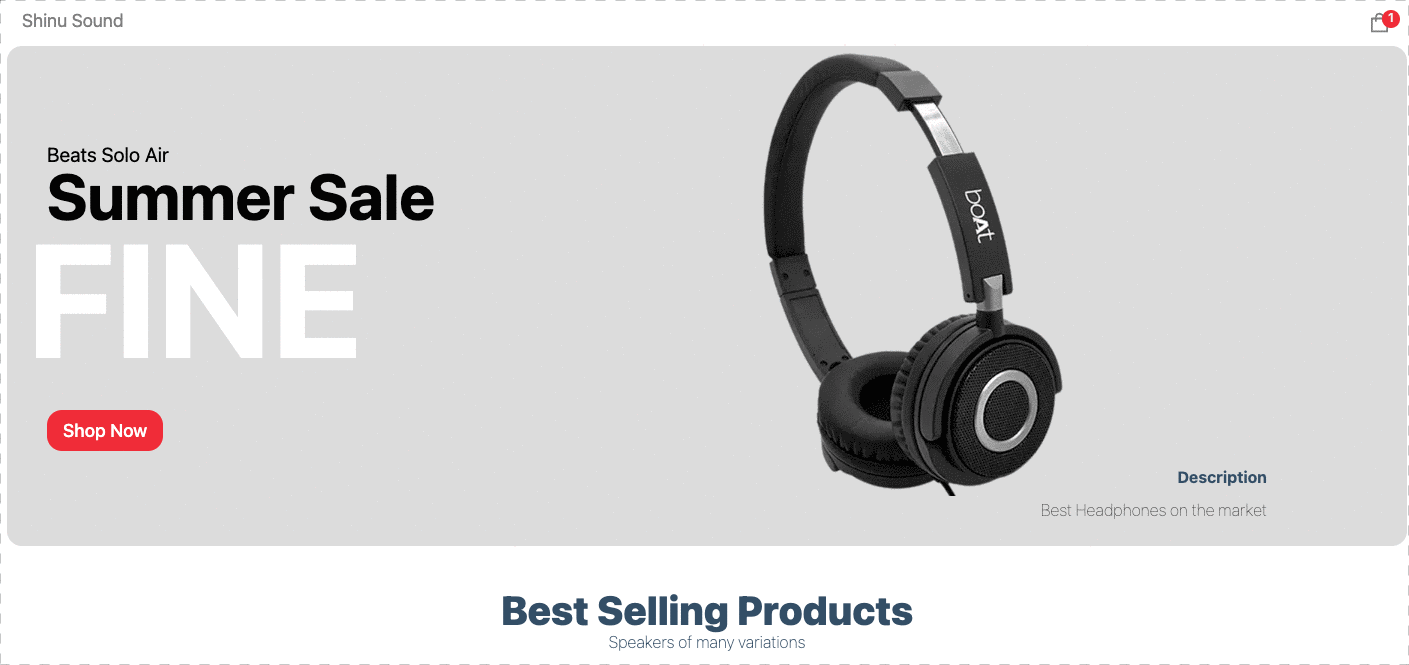 Shinu Sound
1
Beats Solo Air
Summer Sale
FINE
boAt
Shop Now
Description
Best Headphones on the market
Best Selling Products
Speakers of many variations